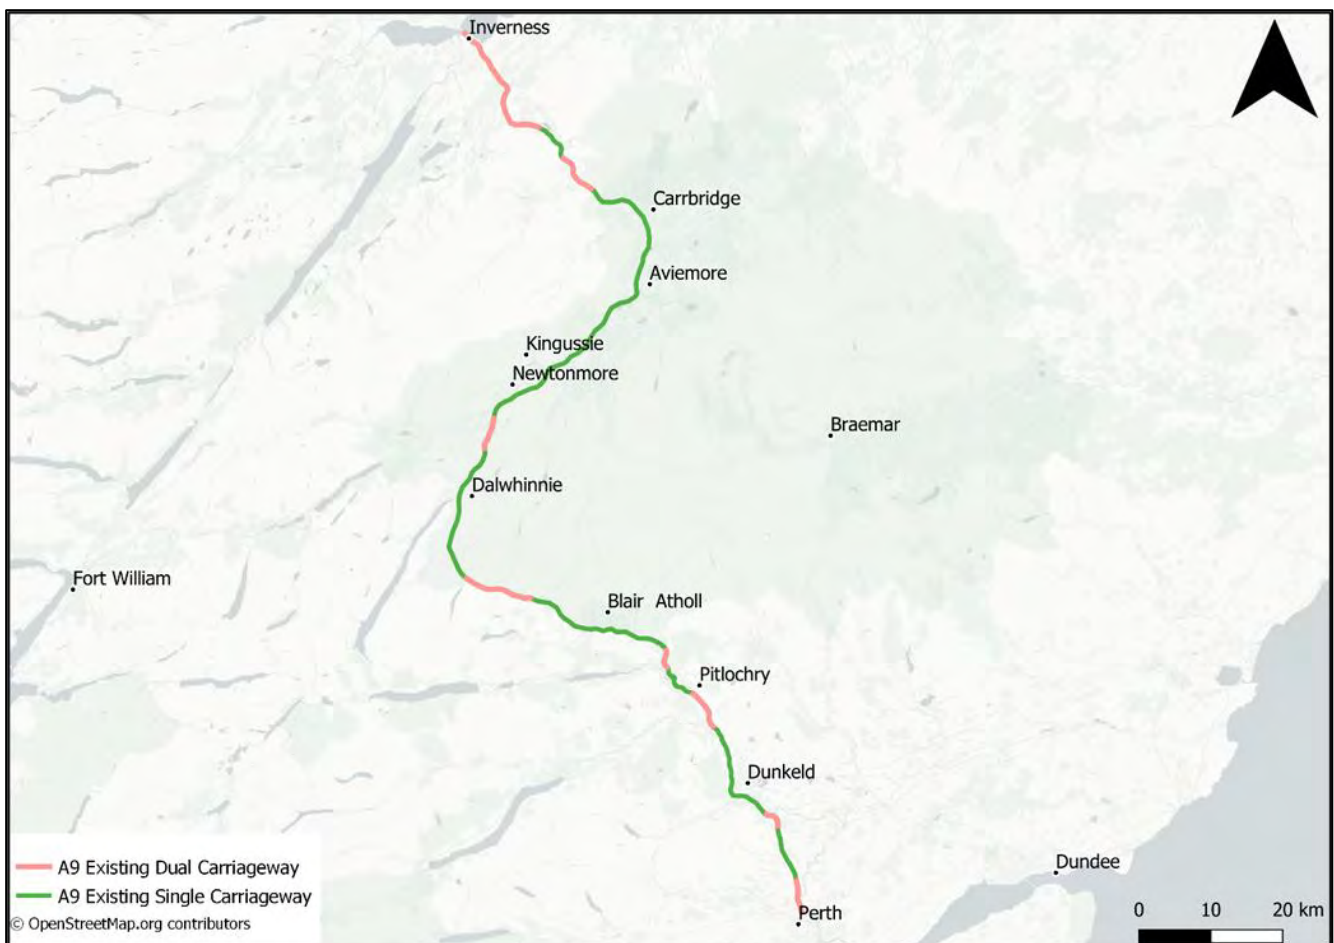 Inverness
Carrbridge
Aviemore
Kingussie
Newtonmore
Braemar
Dalwhinnie
Fort William
Blair Atholl
Pitlochry
Dunkeld
Dundee
Perth
A9 Existing Dual Carriageway
A9 Existing Single Carriageway
© OpenStreetMap.org contributors
0 10 20 km